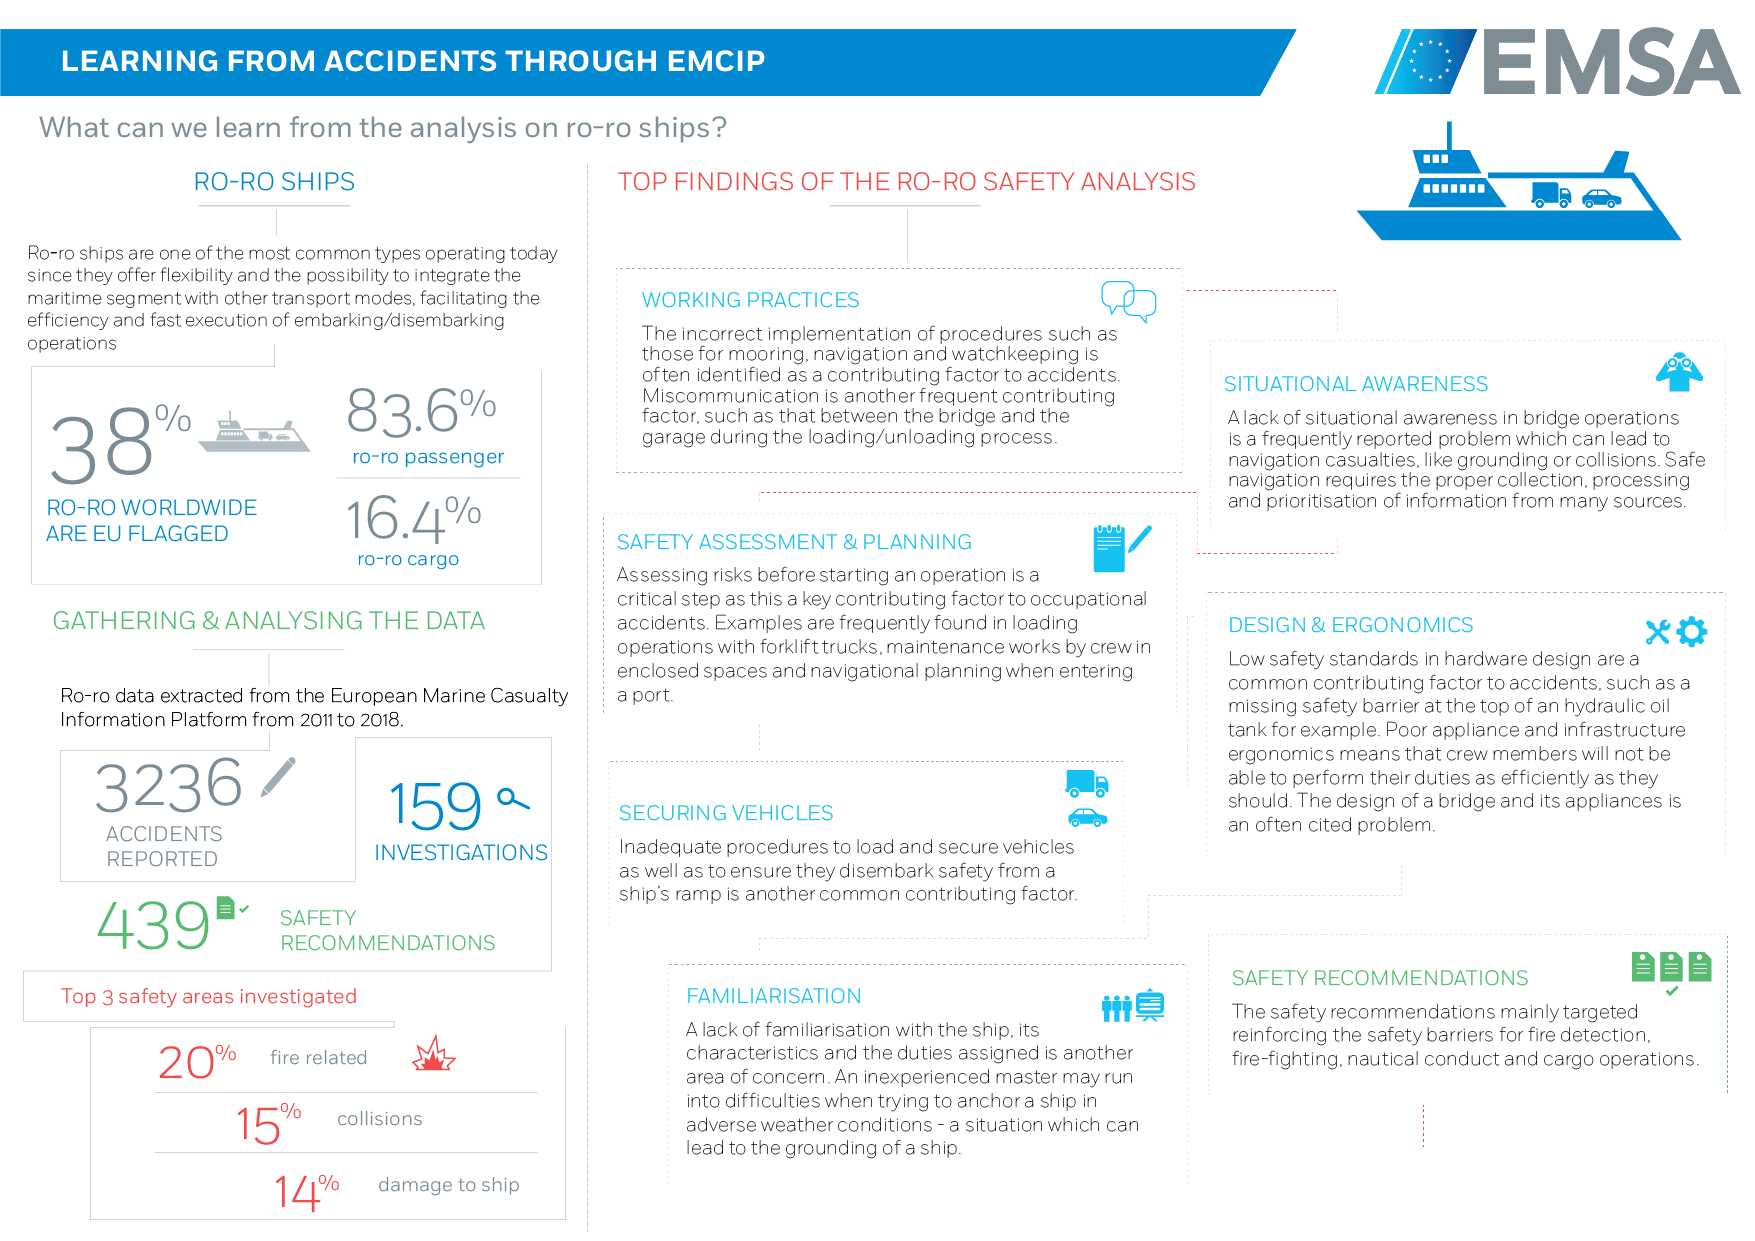 LEARNING FROM ACCIDENTS THROUGH EMCIP
EMSA
What can we learn from the analysis on ro-ro ships?
RO-RO SHIPS
Ro-ro ships are one of the most common types operating today
since they offer flexibility and the possibility to integrate the
maritime segment with other transport modes, facilitating the
efficiency and fast execution of embarking/disembarking
operations
38%
RO-RO WORLDWIDE
ARE EU FLAGGED
83.6%
ro-ro passenger
16.4%
ro-ro cargo
GATHERING & ANALYSING THE DATA
Ro-ro data extracted from the European Marine Casualty
Information Platform from 2011 to 2018.
3236
ACCIDENTS
REPORTED
159
INVESTIGATIONS
439
SAFETY
RECOMMENDATIONS
Top 3 safety areas investigated
20% fire related
15% collisions
14% damage to ship
TOP FINDINGS OF THE RO-RO SAFETY ANALYSIS
WORKING PRACTICES
The incorrect implementation of procedures such as
those for mooring, navigation and watchkeeping is
often identified as a contributing factor to accidents.
Miscommunication is another frequent contributing
factor, such as that between the bridge and the
garage during the loading/unloading process.
SITUATIONAL AWARENESS
A lack of situational awareness in bridge operations
is a frequently reported problem which can lead to
navigation casualties, like grounding or collisions. Safe
navigation requires the proper collection, processing
and prioritisation of information from many sources.
SAFETY ASSESSMENT & PLANNING
Assessing risks before starting an operation is a
critical step as this a key contributing factor to occupational
accidents. Examples are frequently found in loading
operations with forklift trucks, maintenance works by crew in
enclosed spaces and navigational planning when entering
a port.
DESIGN & ERGONOMICS
Low safety standards in hardware design are a
common contributing factor to accidents, such as a
missing safety barrier at the top of an hydraulic oil
tank for example. Poor appliance and infrastructure
ergonomics means that crew members will not be
able to perform their duties as efficiently as they
should. The design of a bridge and its appliances is
an often cited problem.
SECURING VEHICLES
Inadequate procedures to load and secure vehicles
as well as to ensure they disembark safety from a
ship's ramp is another common contributing factor.
FAMILIARISATION
A lack of familiarisation with the ship, its
characteristics and the duties assigned is another
area of concern. An inexperienced master may run
into difficulties when trying to anchor a ship in
adverse weather conditions - a situation which can
lead to the grounding of a ship.
SAFETY RECOMMENDATIONS
The safety recommendations mainly targeted
reinforcing the safety barriers for fire detection,
fire-fighting, nautical conduct and cargo operations.